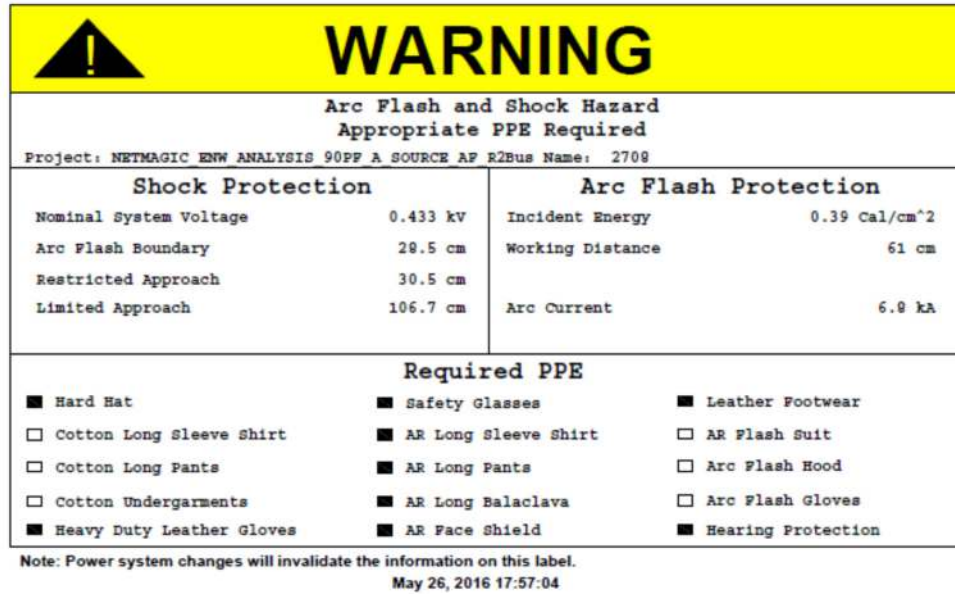 WARNING
Arc Flash and Shock Hazard
Appropriate PPE Required
Project: NETMAGIC_ENW_ANALYSIS_90PF_A_SOURCE_AF_R2Bus Name: 2708
Shock Protection
Nominal System Voltage 0.433 kV
Arc Flash Boundary 28.5 cm
Restricted Approach 30.5 cm
Limited Approach 106.7 cm
Arc Flash Protection
Incident Energy 0.39 Cal/cm^2
Working Distance 61 cm
Arc Current 6.8 kA
Required PPE
Hard Hat Safety Glasses Leather Footwear
Cotton Long Sleeve Shirt AR Long Sleeve Shirt AR Flash Suit
Cotton Long Pants AR Long Pants Arc Flash Hood
Cotton Undergarments AR Long Balaclava Arc Flash Gloves
Heavy Duty Leather Gloves AR Face Shield Hearing Protection
Note: Power system changes will invalidate the information on this label.
May 26, 2016 17:57:04